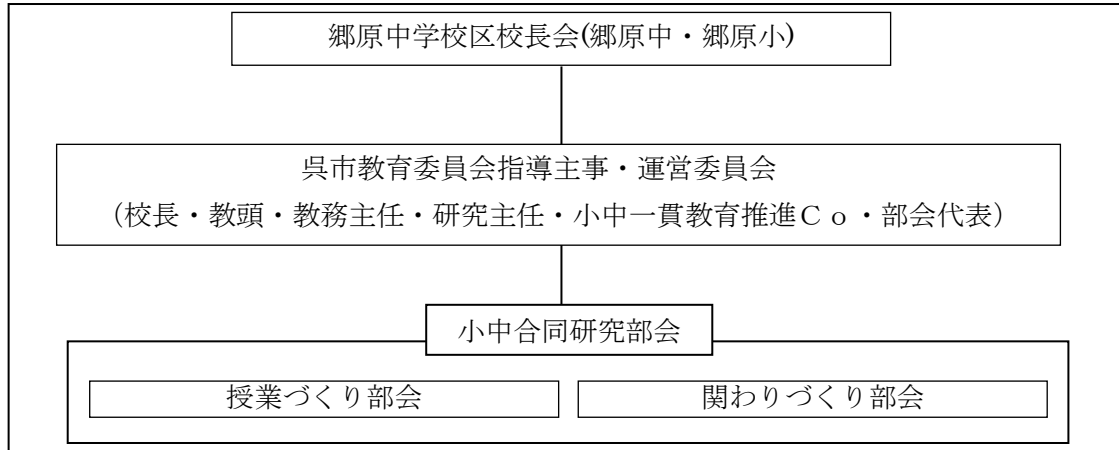 郷原中学校区校長会(郷原中・郷原小)
呉市教育委員会指導主事・運営委員会
（校長・教頭・教務主任・研究主任・小中一貫教育推進Ｃｏ・部会代表）
小中合同研究部会
授業づくり部会
関わりづくり部会